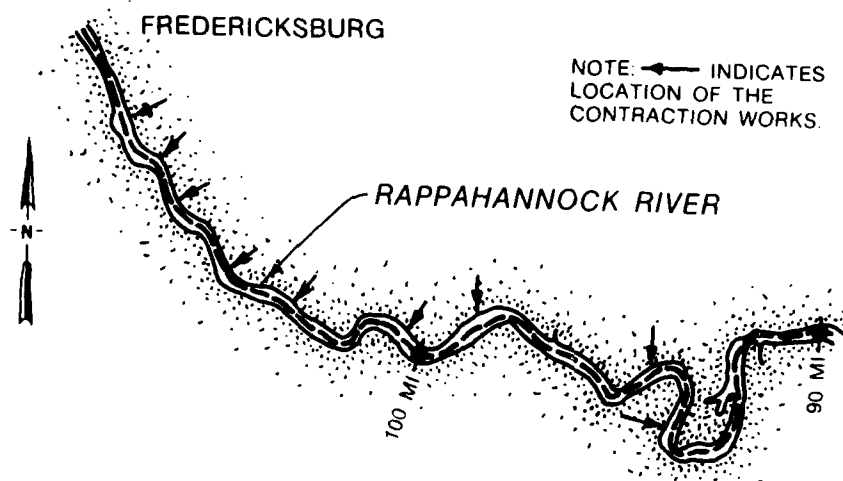 FREDERICKSBURG
NOTE: INDICATES
LOCATION OF THE
CONTRACTION WORKS.
-N-
RAPPAHANNOCK RIVER
100 MI
90 MI